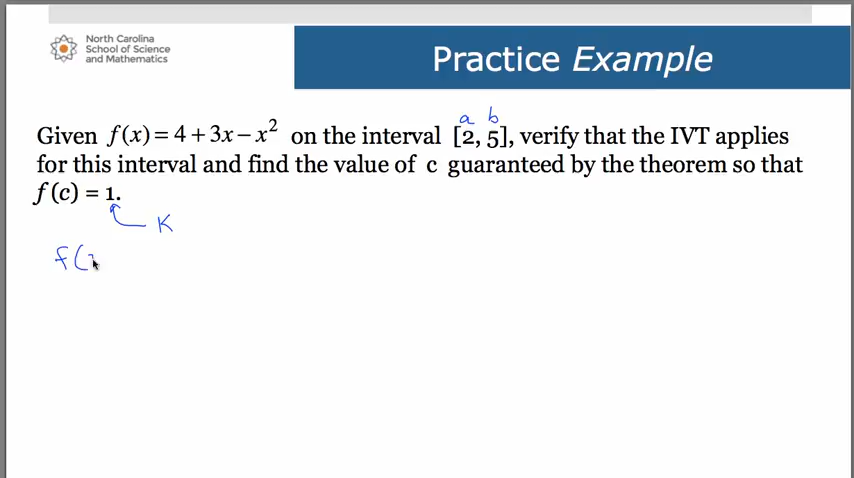 North Carolina
School of Science
and Mathematics
Practice Example
a b
Given f(x) = 4 + 3x − x² on the interval [2, 5], verify that the IVT applies
for this interval and find the value of c guaranteed by the theorem so that
f(c) = 1.
K
f(